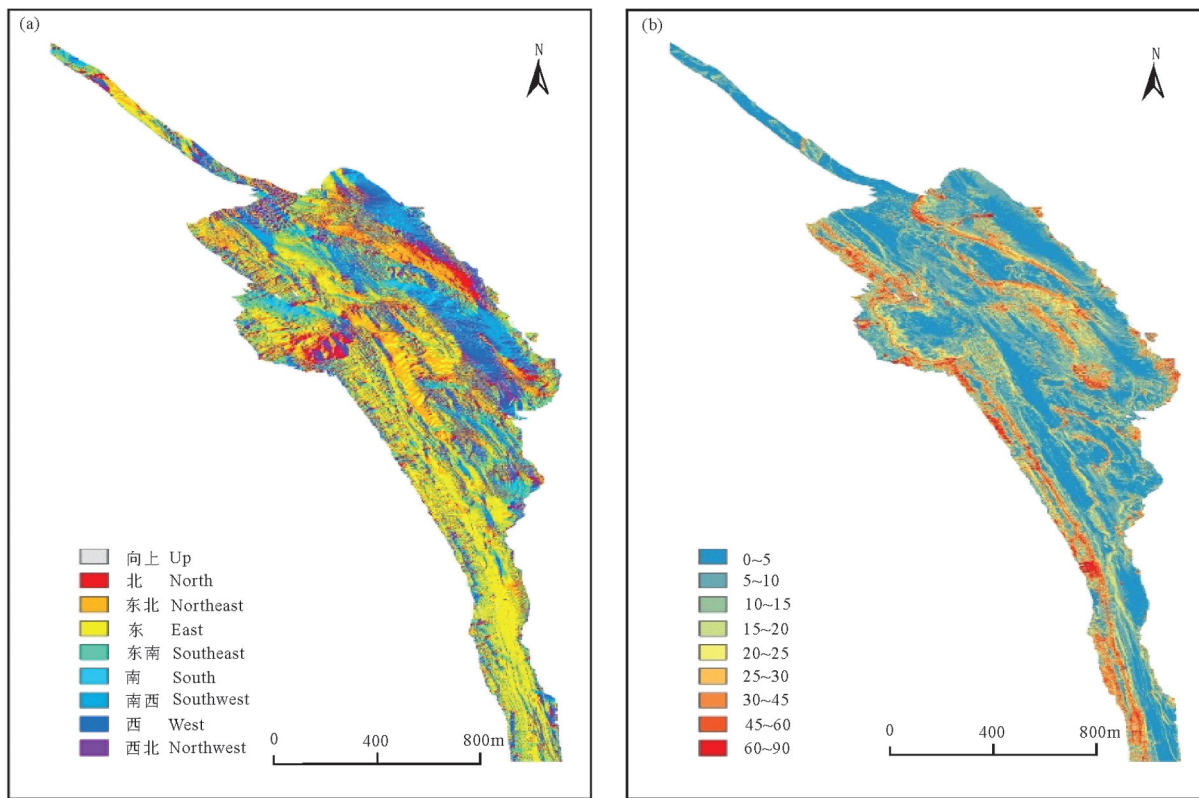 (a)
N
向上 Up
北 North
东北 Northeast
东 East
东南 Southeast
南 South
南西 Southwest
西 West
西北 Northwest
0 400 800m
(b)
N
0~5
5~10
10~15
15~20
20~25
25~30
30~45
45~60
60~90
0 400 800m